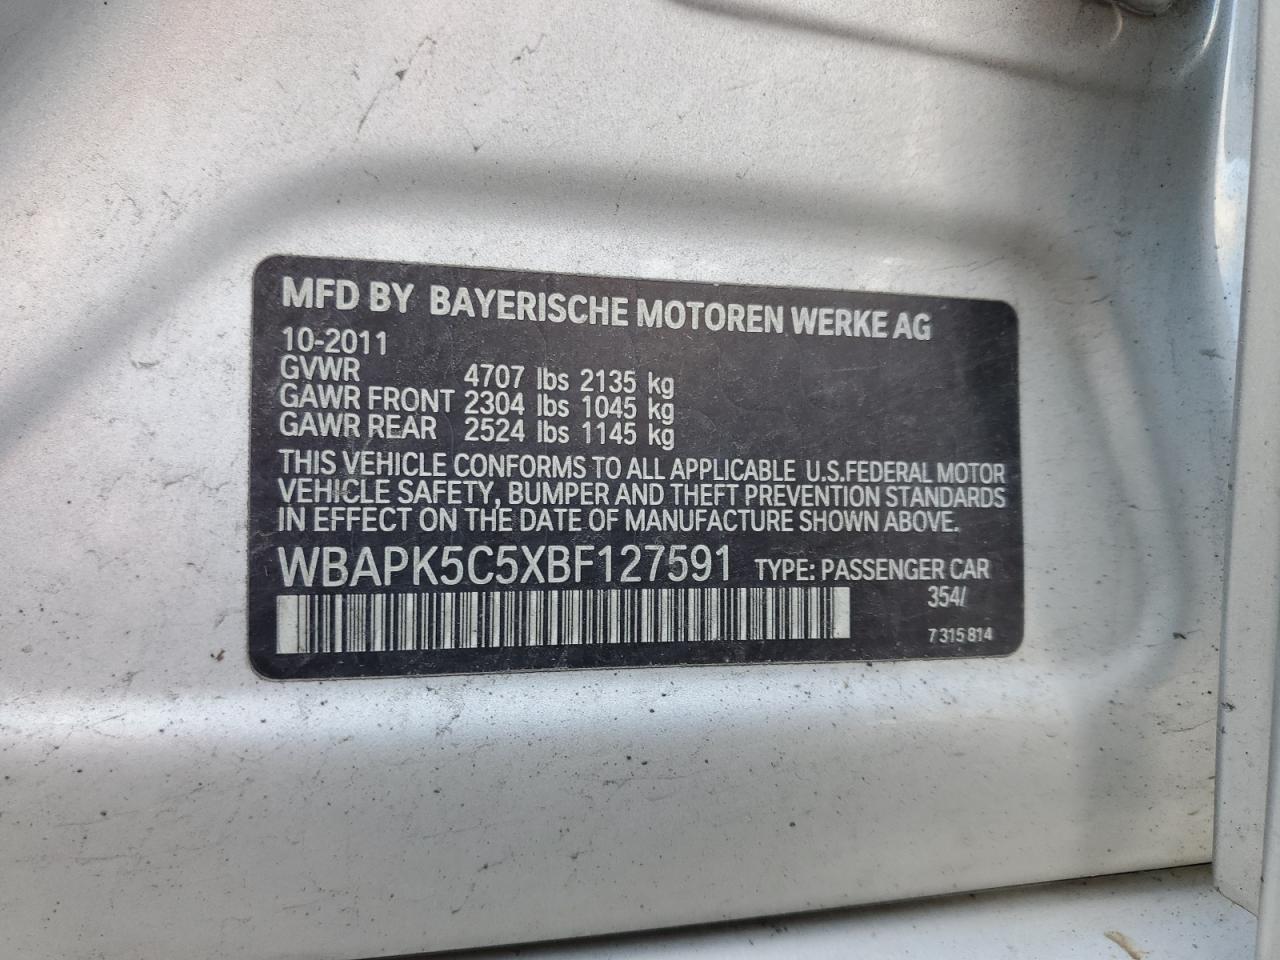 MFD BY BAYERISCHE MOTOREN WERKE AG
10-2011
GVWR 4707 lbs 2135 kg
GAWR FRONT 2304 lbs 1045 kg
GAWR REAR 2524 lbs 1145 kg
THIS VEHICLE CONFORMS TO ALL APPLICABLE U.S.FEDERAL MOTOR
VEHICLE SAFETY, BUMPER AND THEFT PREVENTION STANDARDS
IN EFFECT ON THE DATE OF MANUFACTURE SHOWN ABOVE.
WBAPK5C5XBF127591 TYPE: PASSENGER CAR
354/
7 315 814